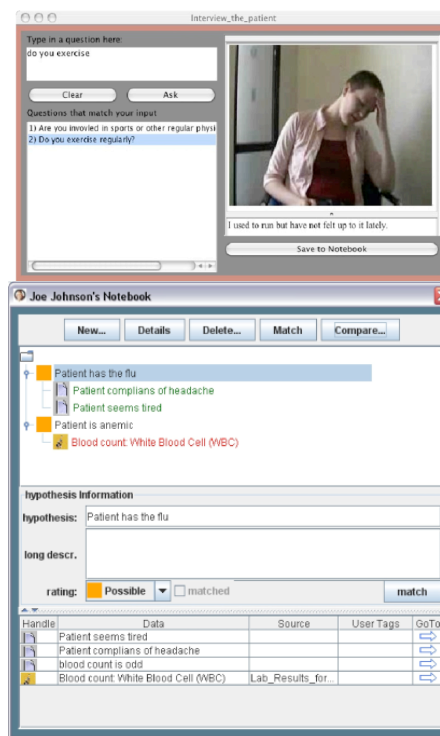 Interview_the_patient
Type in a question here:
do you exercise
Clear
Ask
Questions that match your input
1) Are you invovled in sports or other regular physi
2) Do you exercise regularly?
I used to run but have not felt up to it lately.
Save to Notebook
Joe Johnson's Notebook
New... Details Delete... Match Compare...
Patient has the flu
Patient complians of headache
Patient seems tired
Patient is anemic
Blood count: White Blood Cell (WBC)
hypothesis Information
hypothesis: Patient has the flu
long descr.
rating: Possible matched match
Handle Data Source User Tags GoTo
Patient seems tired
Patient complians of headache
blood count is odd
Blood count: White Blood Cell (WBC) Lab_Results_for...